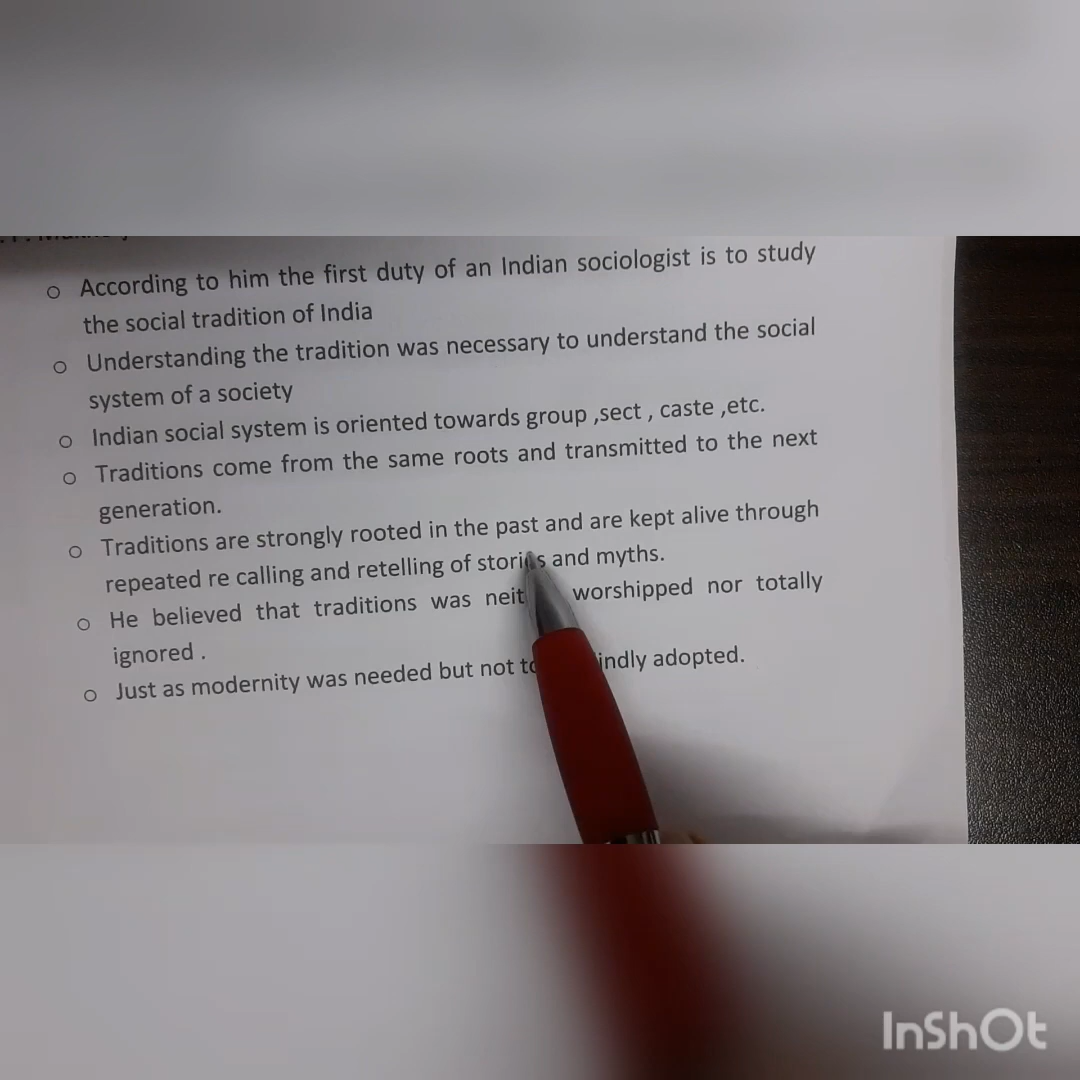 o According to him the first duty of an Indian sociologist is to study
the social tradition of India
o Understanding the tradition was necessary to understand the social
system of a society
o Indian social system is oriented towards group ,sect , caste ,etc.
o Traditions come from the same roots and transmitted to the next
generation.
o Traditions are strongly rooted in the past and are kept alive through
repeated re calling and retelling of stories and myths.
o He believed that traditions was worshipped nor totally
ignored .
o Just as modernity was needed but not adopted.
InShOt